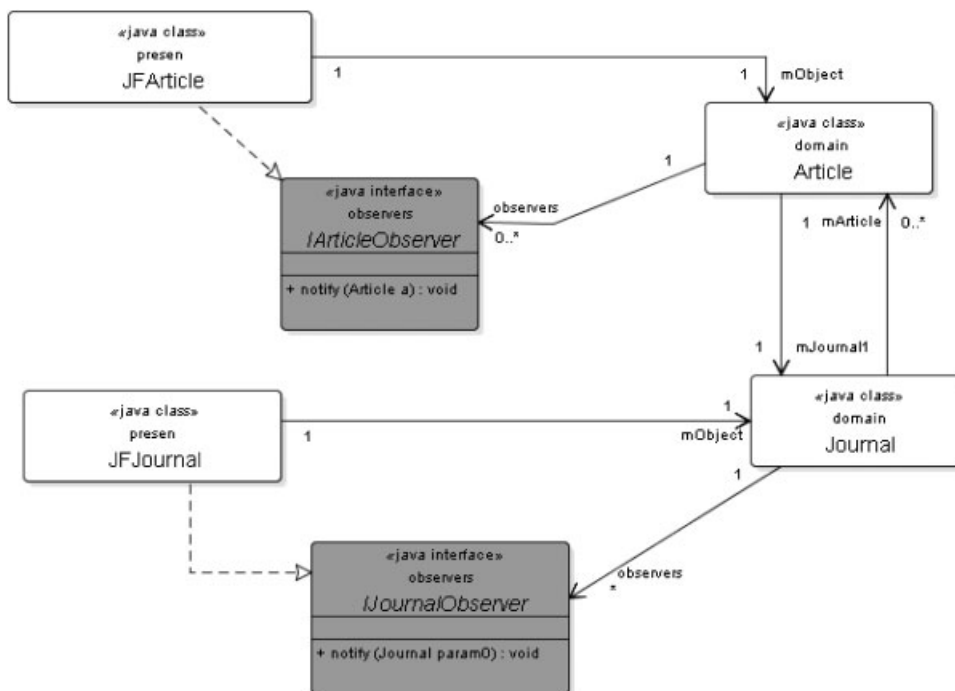 «java class»
presen
JFArticle
1
1
mObject
«java class»
domain
Article
1
«java interface»
observers
IArticleObserver
+ notify (Article a) : void
observers
0..*
1
mArticle
0..*
1
mJournal1
«java class»
presen
JFJournal
1
1
mObject
«java class»
domain
Journal
1
«java interface»
observers
IJournalObserver
+ notify (Journal param0) : void
observers
*